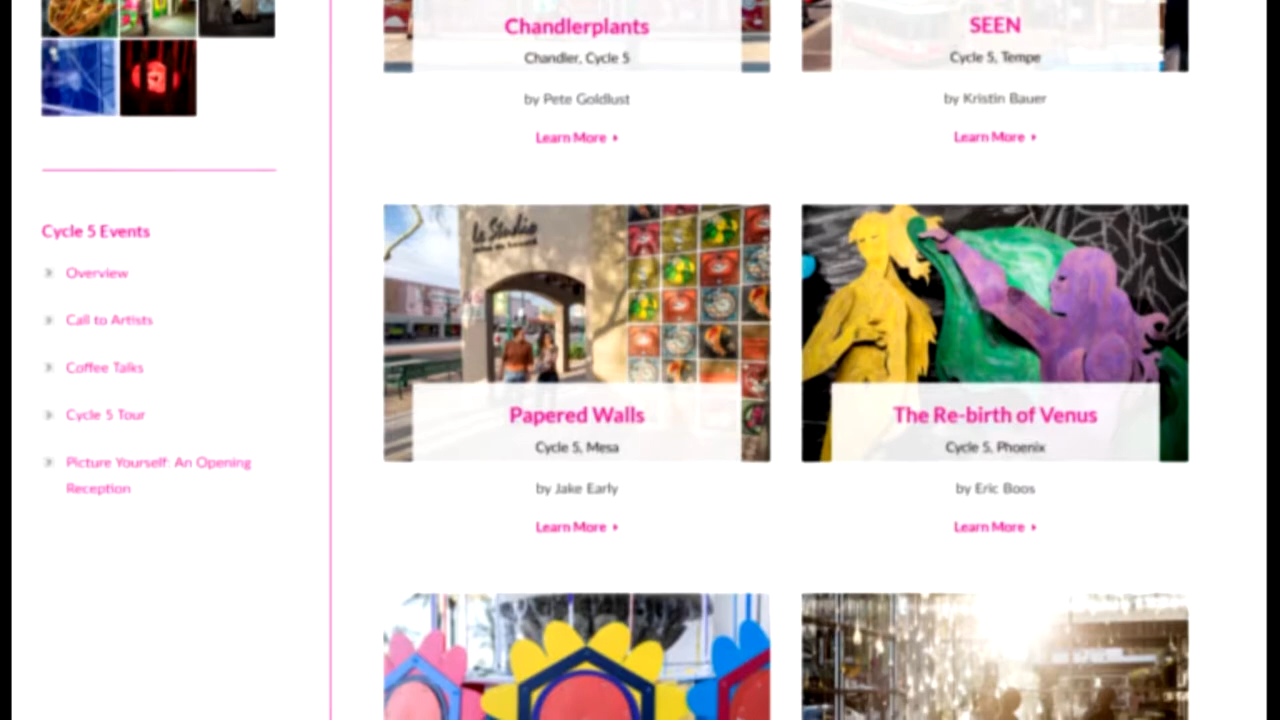 Cycle 5 Events
Overview
Call to Artists
Coffee Talks
Cycle 5 Tour
Picture Yourself: An Opening
Reception
Chandlerplants
Chandler, Cycle 5
by Pete Goldlust
Learn More
SEEN
Cycle 5, Tempe
by Kristin Bauer
Learn More
la Studio
Papered Walls
Cycle 5, Mesa
by Jake Early
Learn More
The Re-birth of Venus
Cycle 5, Phoenix
by Eric Boos
Learn More